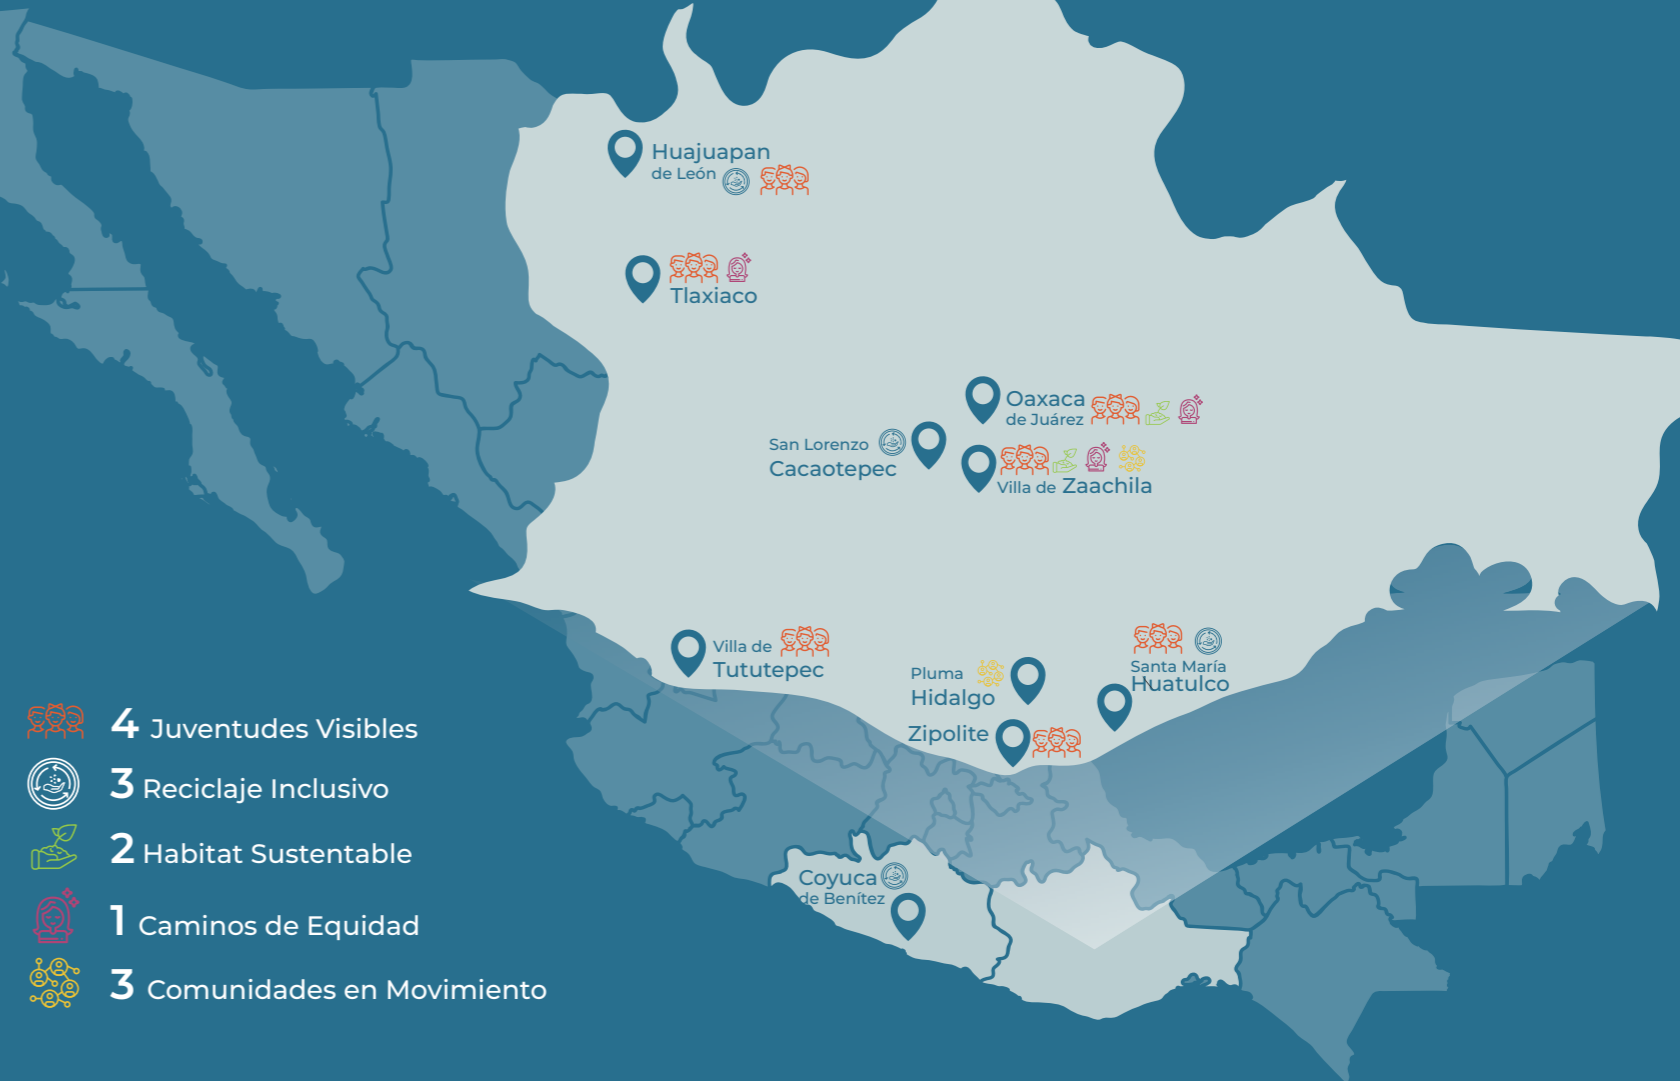 Huajuapan
de León
Tlaxiaco
Oaxaca
de Juárez
San Lorenzo
Cacaotepec
Villa de Zaachila
Villa de
Tututepec
Pluma
Hidalgo
Zipolite
Santa María
Huatulco
Coyuca
de Benítez
4 Juventudes Visibles
3 Reciclaje Inclusivo
2 Habitat Sustentable
1 Caminos de Equidad
3 Comunidades en Movimiento